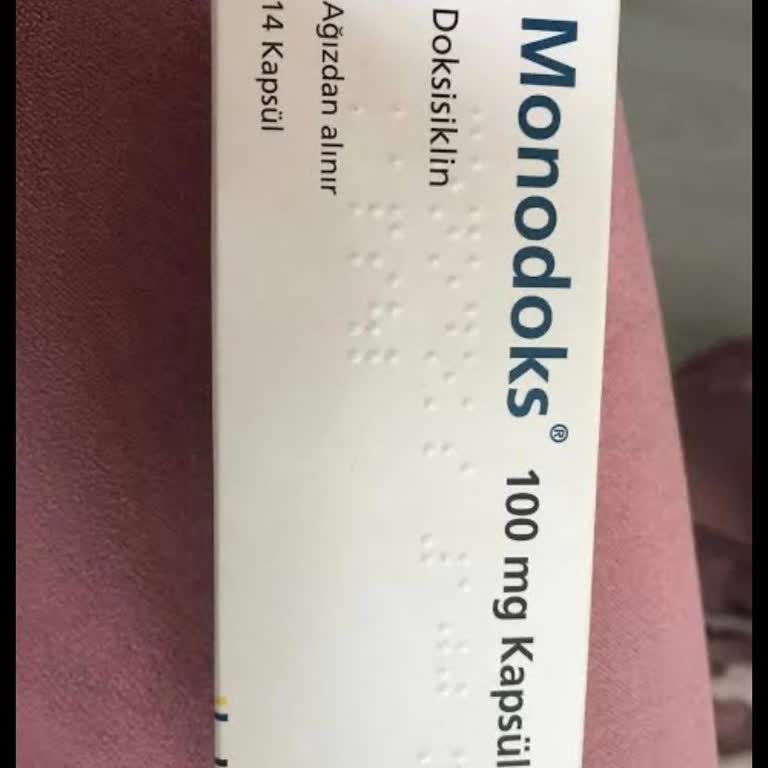 Monodoks® 100 mg Kapsül
Doksisiklin
Ağızdan alınır
14 Kapsül